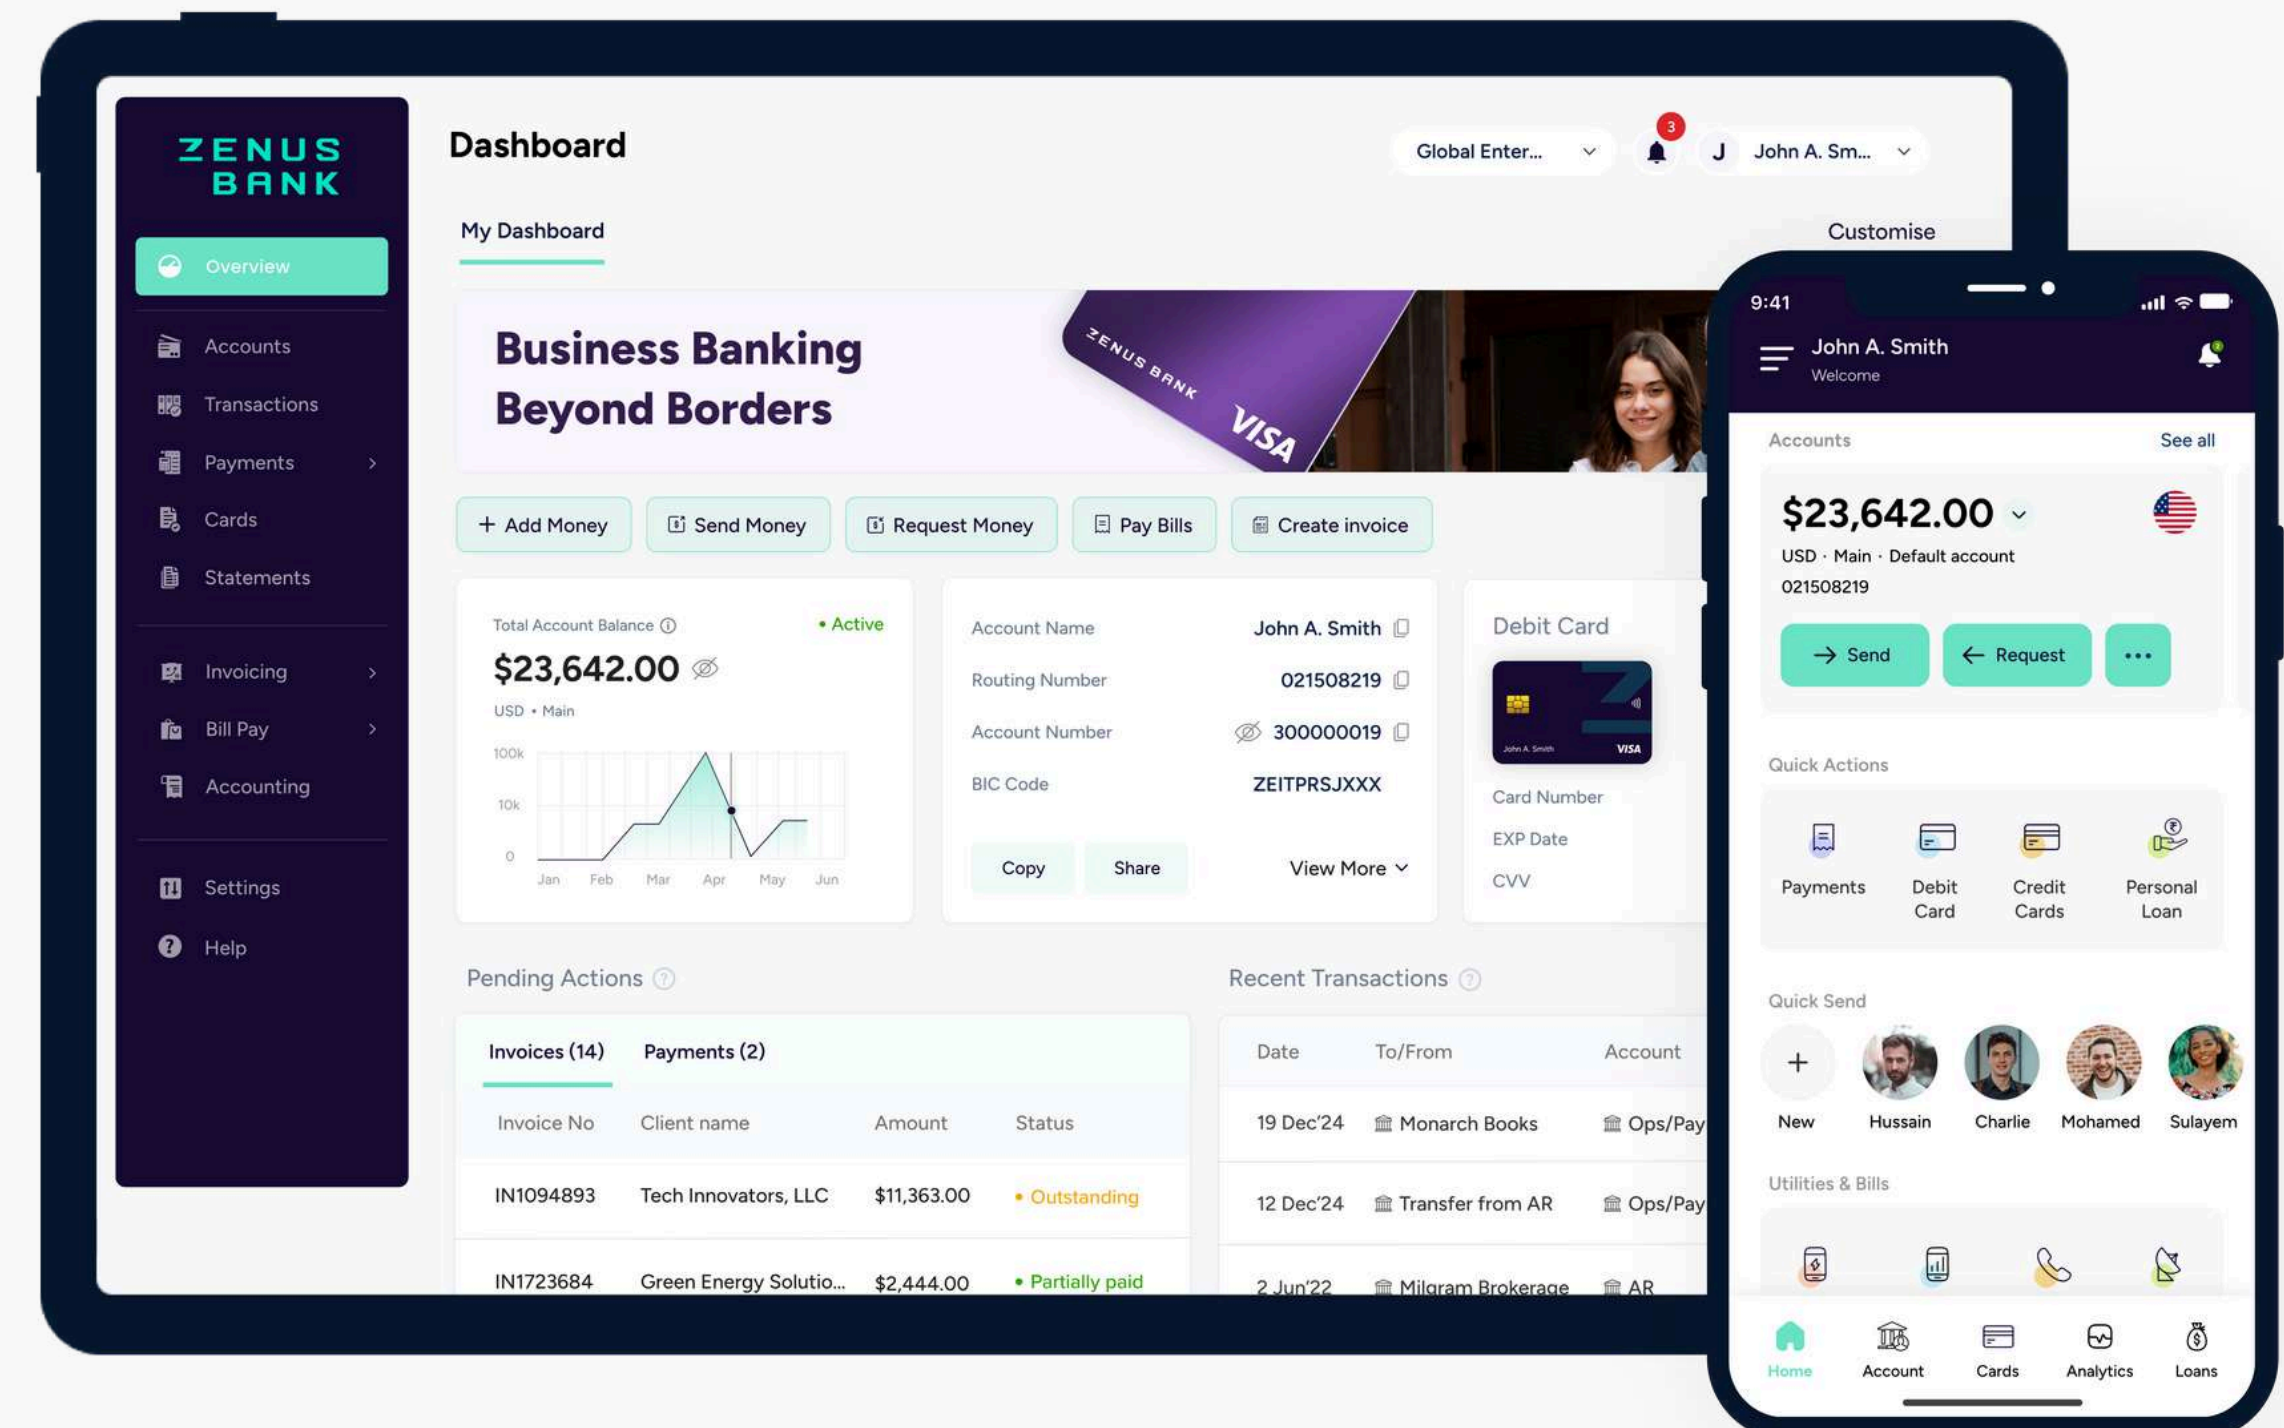 ZENUS
BANK
Overview
Accounts
Transactions
Payments
Cards
Statements
Invoicing
Bill Pay
Accounting
Settings
Help
Dashboard
Global Enter...
3
J John A. Sm...
My Dashboard
Customise
Business Banking
Beyond Borders
ZENUS BANK
VISA
+ Add Money
Send Money
Request Money
Pay Bills
Create invoice
Total Account Balance
• Active
$23,642.00
USD • Main
100k
10k
0
Jan Feb Mar Apr May Jun
Account Name John A. Smith
Routing Number 021508219
Account Number 300000019
BIC Code ZEITPRSJXXX
Copy Share View More
Debit Card
John A. Smith VISA
Card Number
EXP Date
CVV
Pending Actions ?
Invoices (14) Payments (2)
Invoice No Client name Amount Status
IN1094893 Tech Innovators, LLC $11,363.00 • Outstanding
IN1723684 Green Energy Solutio... $2,444.00 • Partially paid
Recent Transactions ?
Date To/From Account
19 Dec'24 Monarch Books Ops/Pay
12 Dec'24 Transfer from AR Ops/Pay
2 Jun'22 Milgram Brokerage AR
9:41
John A. Smith
Welcome
Accounts See all
$23,642.00
USD · Main · Default account
021508219
→ Send
← Request
...
Quick Actions
Payments
Debit
Card
Credit
Cards
Personal
Loan
Quick Send
New Hussain Charlie Mohamed Sulayem
Utilities & Bills
Home Account Cards Analytics Loans